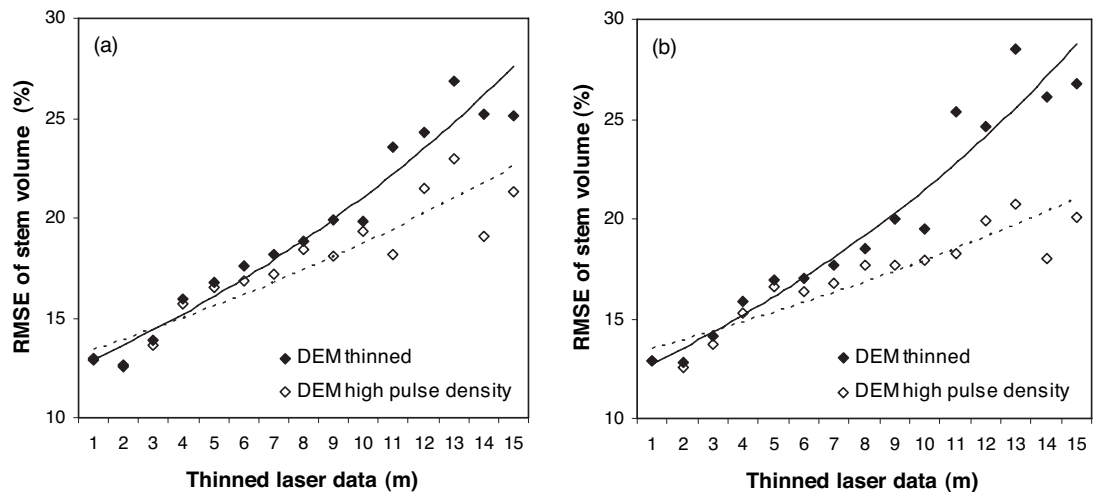 (a)
RMSE of stem volume (%)
30
25
20
15
10
DEM thinned
DEM high pulse density
1 2 3 4 5 6 7 8 9 10 11 12 13 14 15
Thinned laser data (m)
(b)
RMSE of stem volume (%)
30
25
20
15
10
DEM thinned
DEM high pulse density
1 2 3 4 5 6 7 8 9 10 11 12 13 14 15
Thinned laser data (m)